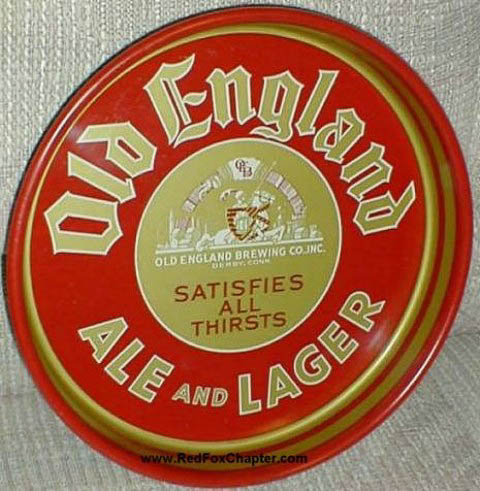 Old England
OEB
OLD ENGLAND BREWING CO., INC.
DERBY, CONN.
SATISFIES
ALL
THIRSTS
ALE AND LAGER
www.RedFoxChapter.com